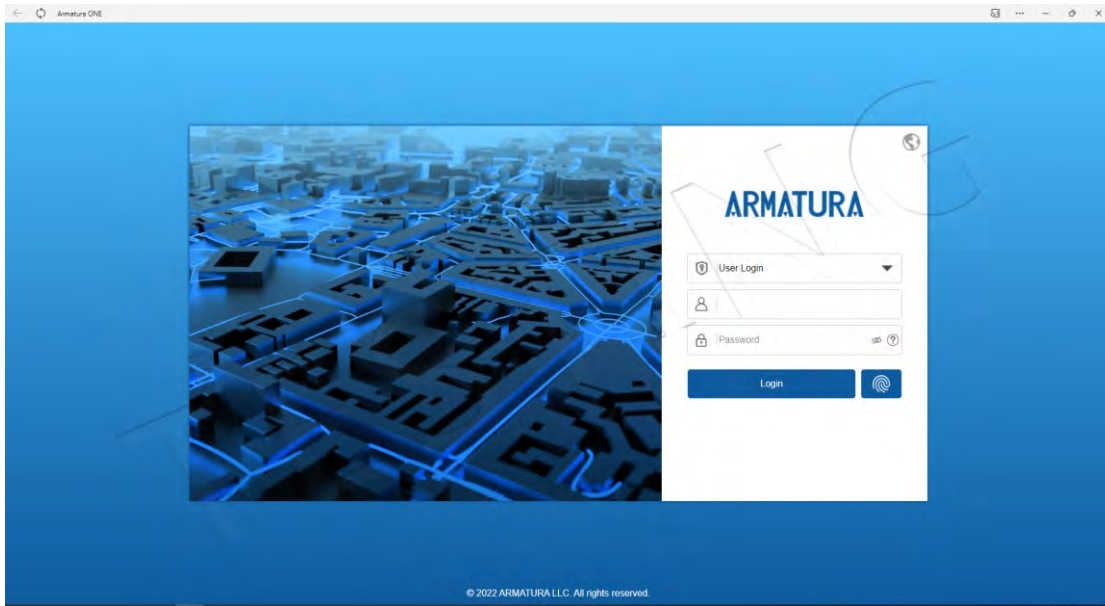 Armatura ONE
ARMATURA
User Login
Password
Login
© 2022 ARMATURA LLC. All rights reserved.